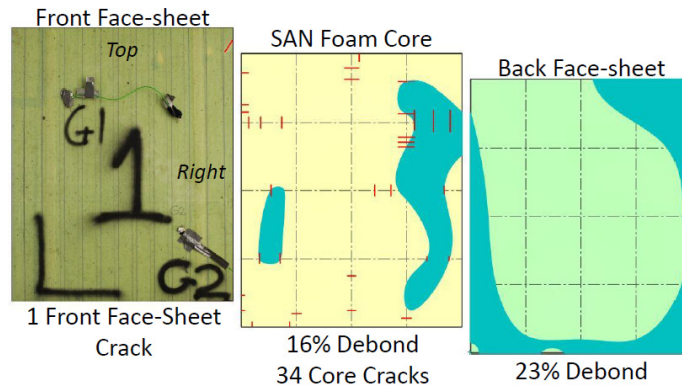 Front Face-sheet
Top
G1
1
Right
L
G2
1 Front Face-Sheet
Crack
SAN Foam Core
16% Debond
34 Core Cracks
Back Face-sheet
23% Debond